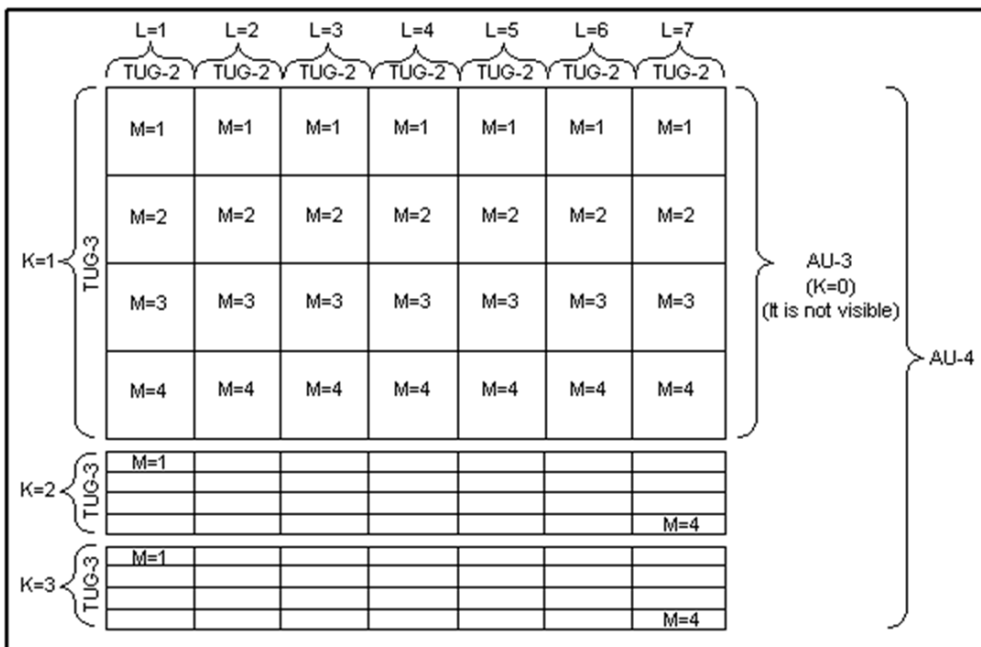 L=1 L=2 L=3 L=4 L=5 L=6 L=7
TUG-2 TUG-2 TUG-2 TUG-2 TUG-2 TUG-2 TUG-2
M=1 M=1 M=1 M=1 M=1 M=1 M=1
M=2 M=2 M=2 M=2 M=2 M=2 M=2
K=1 TUG-3
M=3 M=3 M=3 M=3 M=3 M=3 M=3
M=4 M=4 M=4 M=4 M=4 M=4 M=4
AU-3
(K=0)
(It is not visible)
AU-4
M=1
K=2 TUG-3
M=4
M=1
K=3 TUG-3
M=4